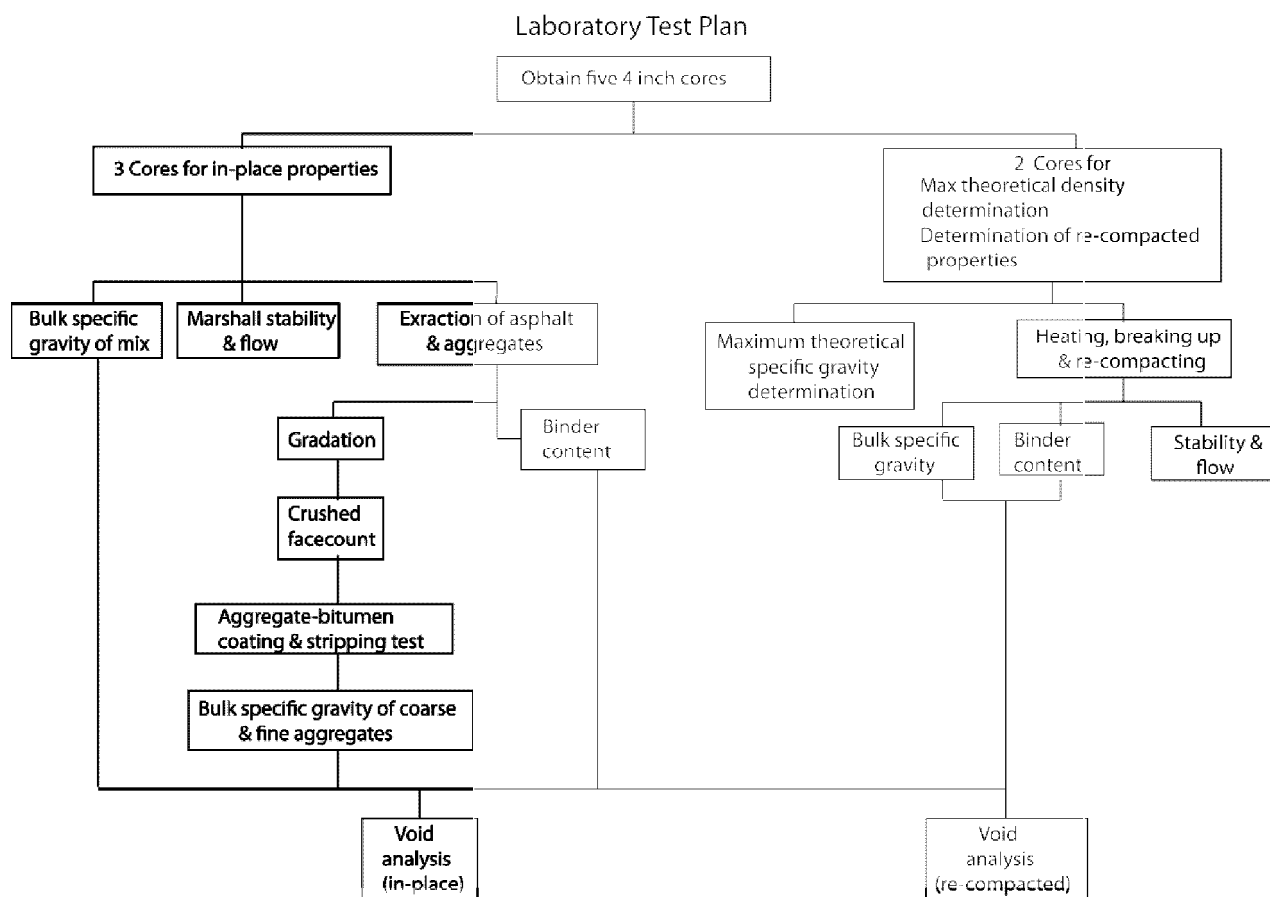 Laboratory Test Plan
Obtain five 4 inch cores
3 Cores for in-place properties
2 Cores for
Max theoretical density
determination
Determination of re-compacted
properties
Bulk specific
gravity of mix
Marshall stability
& flow
Exraction of asphalt
& aggregates
Maximum theoretical
specific gravity
determination
Heating, breaking up
& re-compacting
Gradation
Binder
content
Bulk specific
gravity
Binder
content
Stability &
flow
Crushed
facecount
Aggregate-bitumen
coating & stripping test
Bulk specific gravity of coarse
& fine aggregates
Void
analysis
(in-place)
Void
analysis
(re-compacted)